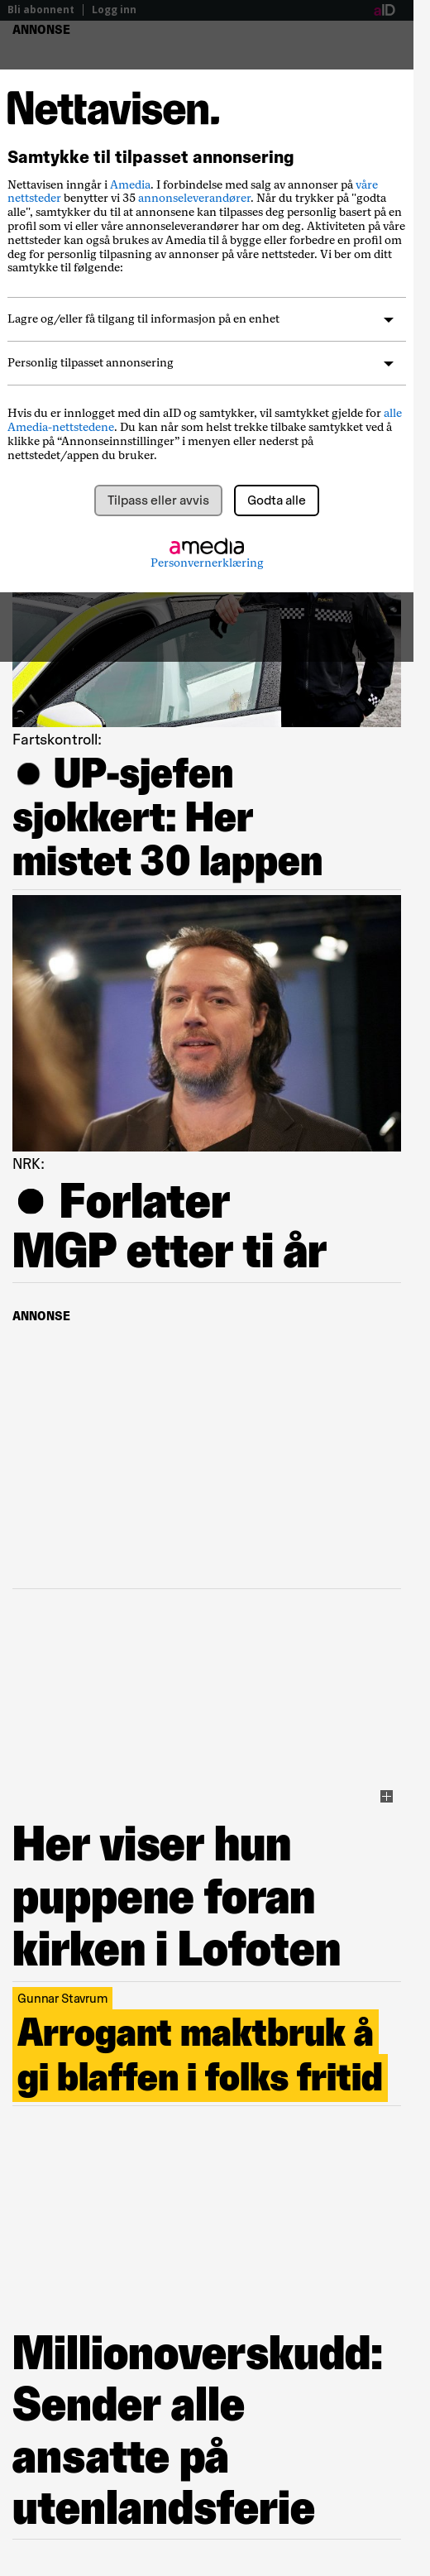 Bli abonnent | Logg inn
aID
ANNONSE
Nettavisen.
Samtykke til tilpasset annonsering
Nettavisen inngår i Amedia. I forbindelse med salg av annonser på våre
nettsteder benytter vi 35 annonseleverandører. Når du trykker på "godta
alle", samtykker du til at annonsene kan tilpasses deg personlig basert på en
profil som vi eller våre annonseleverandører har om deg. Aktiviteten på våre
nettsteder kan også brukes av Amedia til å bygge eller forbedre en profil om
deg for personlig tilpasning av annonser på våre nettsteder. Vi ber om ditt
samtykke til følgende:
Lagre og/eller få tilgang til informasjon på en enhet
Personlig tilpasset annonsering
Hvis du er innlogget med din aID og samtykker, vil samtykket gjelde for alle
Amedia-nettstedene. Du kan når som helst trekke tilbake samtykket ved å
klikke på “Annonseinnstillinger” i menyen eller nederst på
nettstedet/appen du bruker.
Tilpass eller avvis
Godta alle
amedia
Personvernerklæring
Fartskontroll:
● UP-sjefen
sjokkert: Her
mistet 30 lappen
NRK:
● Forlater
MGP etter ti år
ANNONSE
Her viser hun
puppene foran
kirken i Lofoten
Gunnar Stavrum
Arrogant maktbruk å
gi blaffen i folks fritid
Millionoverskudd:
Sender alle
ansatte på
utenlandsferie